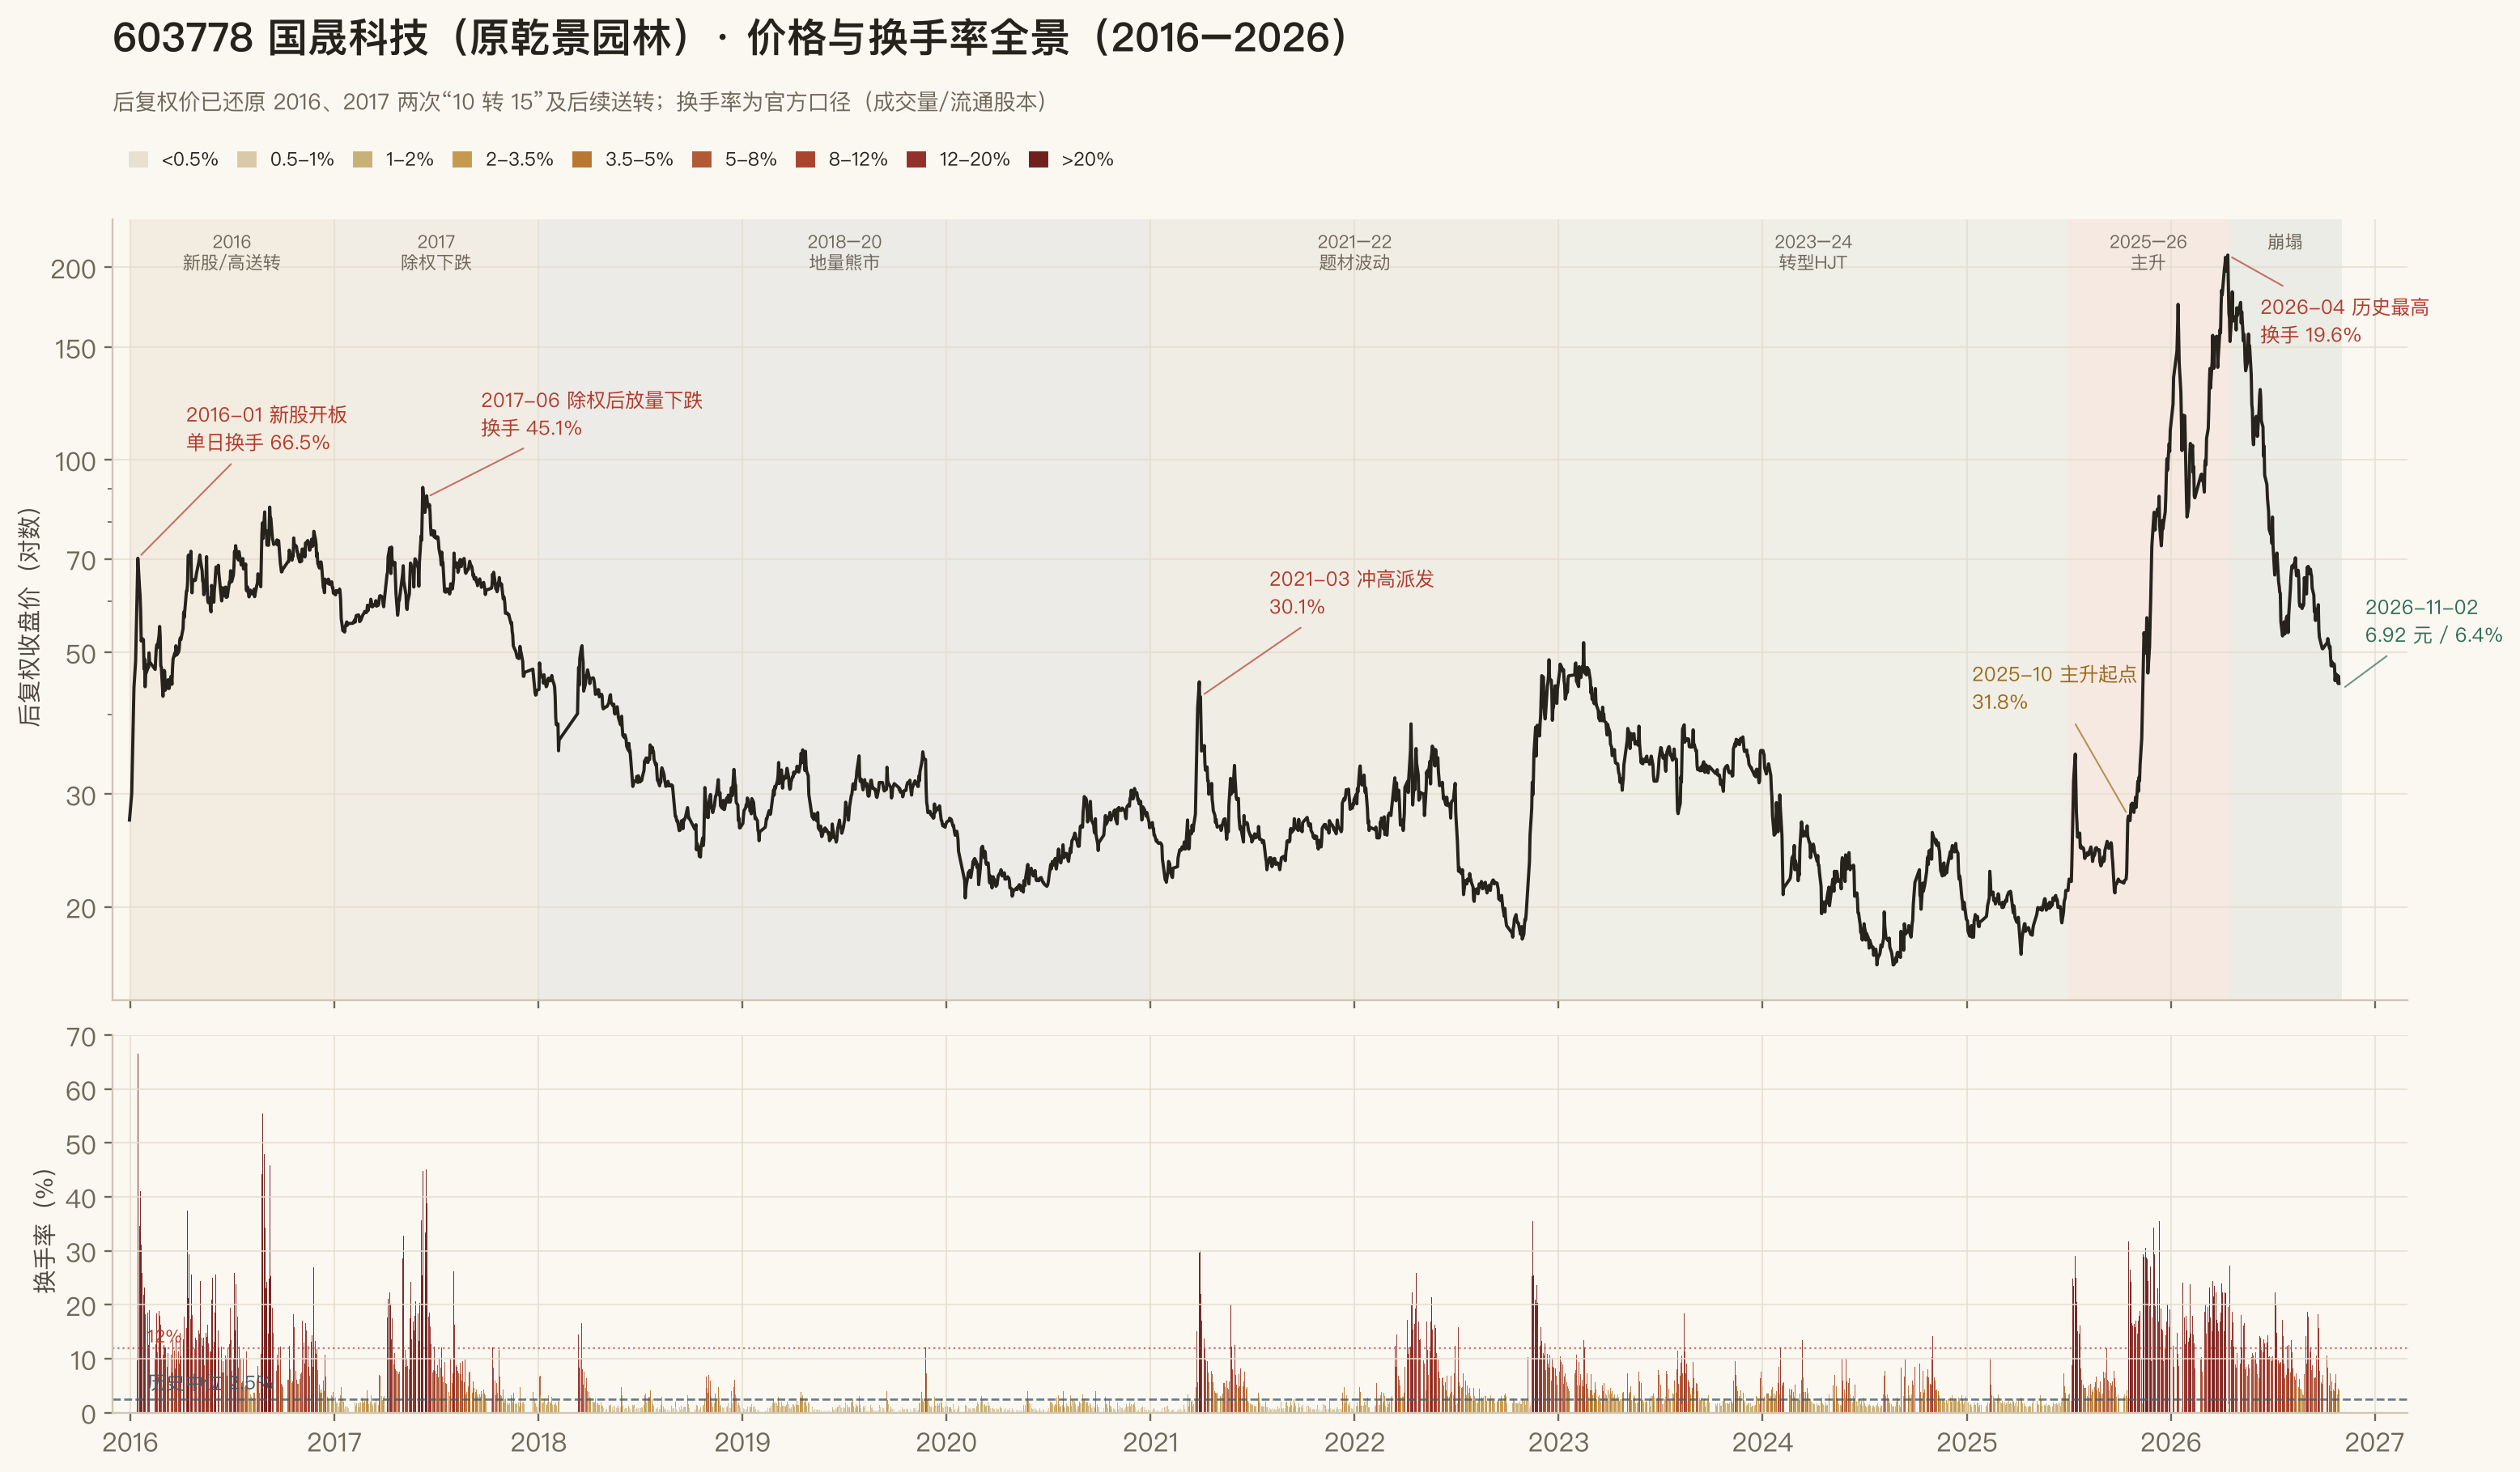 603778 国晟科技（原乾景园林）· 价格与换手率全景（2016—2026）
后复权价已还原 2016、2017 两次“10 转 15”及后续送转；换手率为官方口径（成交量/流通股本）
<0.5% 0.5–1% 1–2% 2–3.5% 3.5–5% 5–8% 8–12% 12–20% >20%
2016
新股/高送转
2017
除权下跌
2018—20
地量熊市
2021—22
题材波动
2023—24
转型HJT
2025—26
主升
崩塌
后复权收盘价（对数）
200
150
100
70
50
30
20
2016–01 新股开板
单日换手 66.5%
2017–06 除权后放量下跌
换手 45.1%
2021–03 冲高派发
30.1%
2025–10 主升起点
31.8%
2026–04 历史最高
换手 19.6%
2026–11–02
6.92 元 / 6.4%
换手率（%）
70
60
50
40
30
20
10
0
12%
历史中位 2.5%
2016 2017 2018 2019 2020 2021 2022 2023 2024 2025 2026 2027